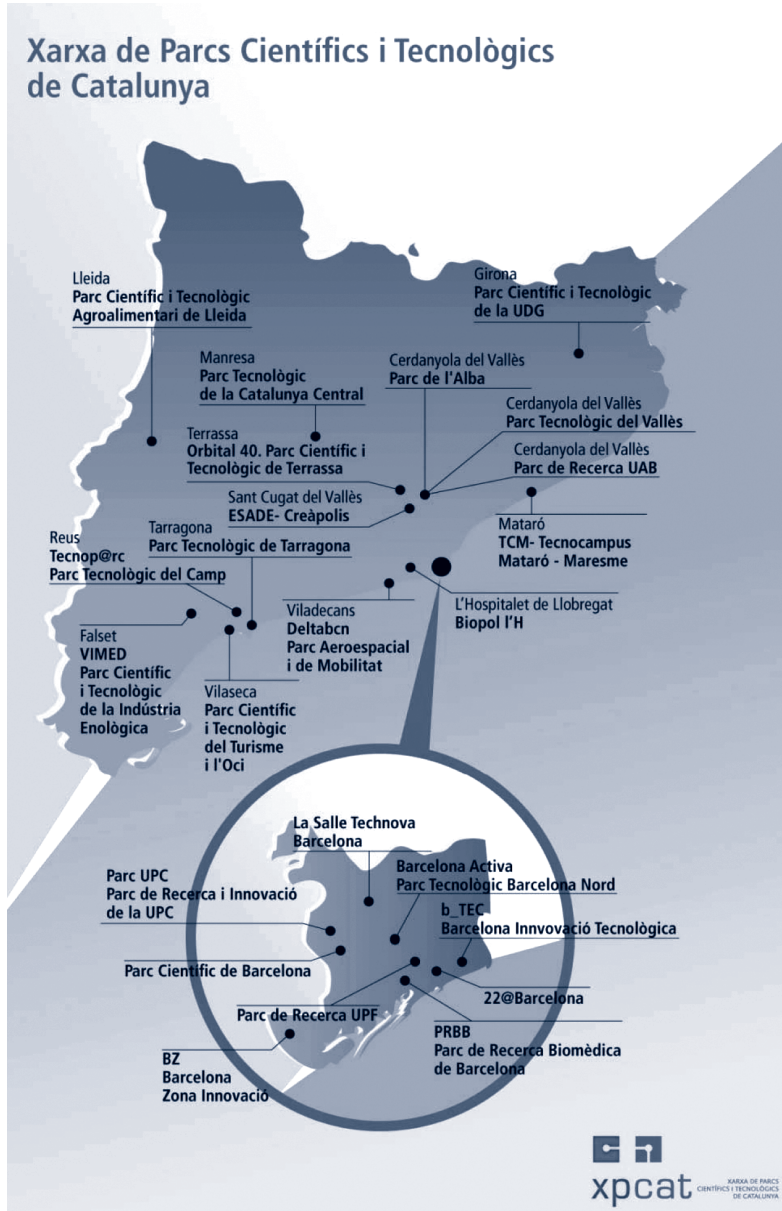 Xarxa de Parcs Científics i Tecnològics
de Catalunya
Lleida
Parc Científic i Tecnològic
Agroalimentari de Lleida
Girona
Parc Científic i Tecnològic
de la UDG
Manresa
Parc Tecnològic
de la Catalunya Central
Cerdanyola del Vallès
Parc de l'Alba
Cerdanyola del Vallès
Parc Tecnològic del Vallès
Terrassa
Orbital 40. Parc Científic i
Tecnològic de Terrassa
Cerdanyola del Vallès
Parc de Recerca UAB
Sant Cugat del Vallès
ESADE- Creàpolis
Mataró
TCM- Tecnocampus
Mataró - Maresme
Tarragona
Parc Tecnològic de Tarragona
Reus
Tecnop@rc
Parc Tecnològic del Camp
L'Hospitalet de Llobregat
Biopol l'H
Viladecans
Deltabcn
Parc Aeroespacial
i de Mobilitat
Falset
VIMED
Parc Científic
i Tecnològic
de la Indústria
Enològica
Vilaseca
Parc Científic
i Tecnològic
del Turisme
i l'Oci
La Salle Technova
Barcelona
Barcelona Activa
Parc Tecnològic Barcelona Nord
Parc UPC
Parc de Recerca i Innovació
de la UPC
b_TEC
Barcelona Innvovació Tecnològica
Parc Científic de Barcelona
22@Barcelona
Parc de Recerca UPF
PRBB
Parc de Recerca Biomèdica
de Barcelona
BZ
Barcelona
Zona Innovació
xpcat
XARXA DE PARCS
CIENTÍFICS I TECNOLÒGICS
DE CATALUNYA